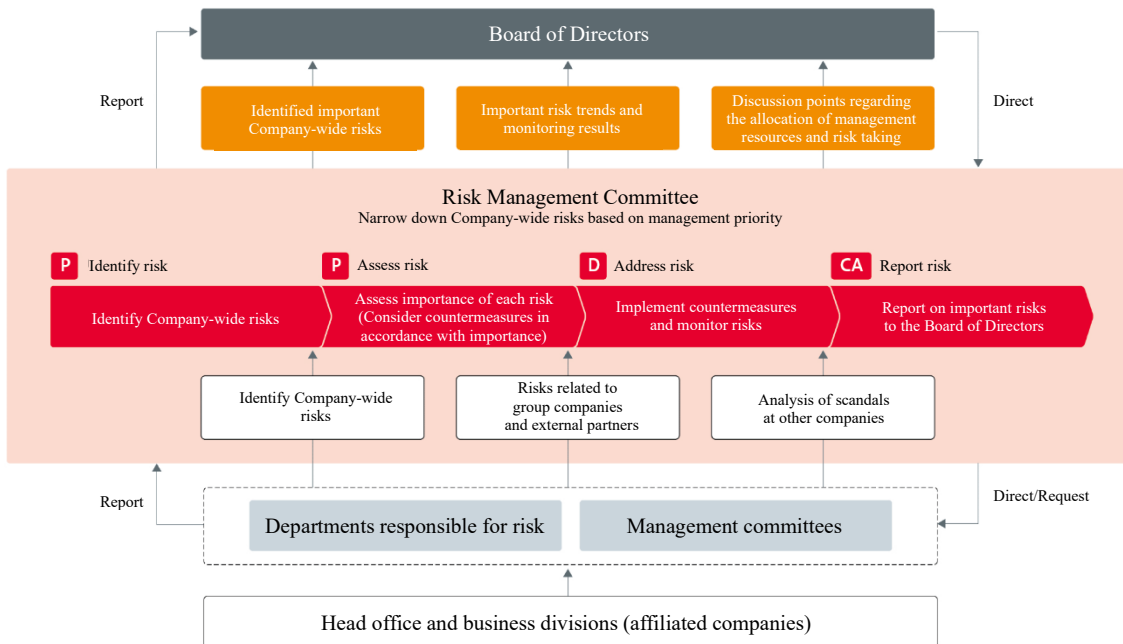 Board of Directors
Report
Identified important
Company-wide risks
Important risk trends and
monitoring results
Discussion points regarding
the allocation of management
resources and risk taking
Direct
Risk Management Committee
Narrow down Company-wide risks based on management priority
P Identify risk
P Assess risk
D Address risk
CA Report risk
Identify Company-wide risks
Assess importance of each risk
(Consider countermeasures in
accordance with importance)
Implement countermeasures
and monitor risks
Report on important risks
to the Board of Directors
Identify Company-wide
risks
Risks related to
group companies
and external partners
Analysis of scandals
at other companies
Report
Departments responsible for risk
Management committees
Direct/Request
Head office and business divisions (affiliated companies)